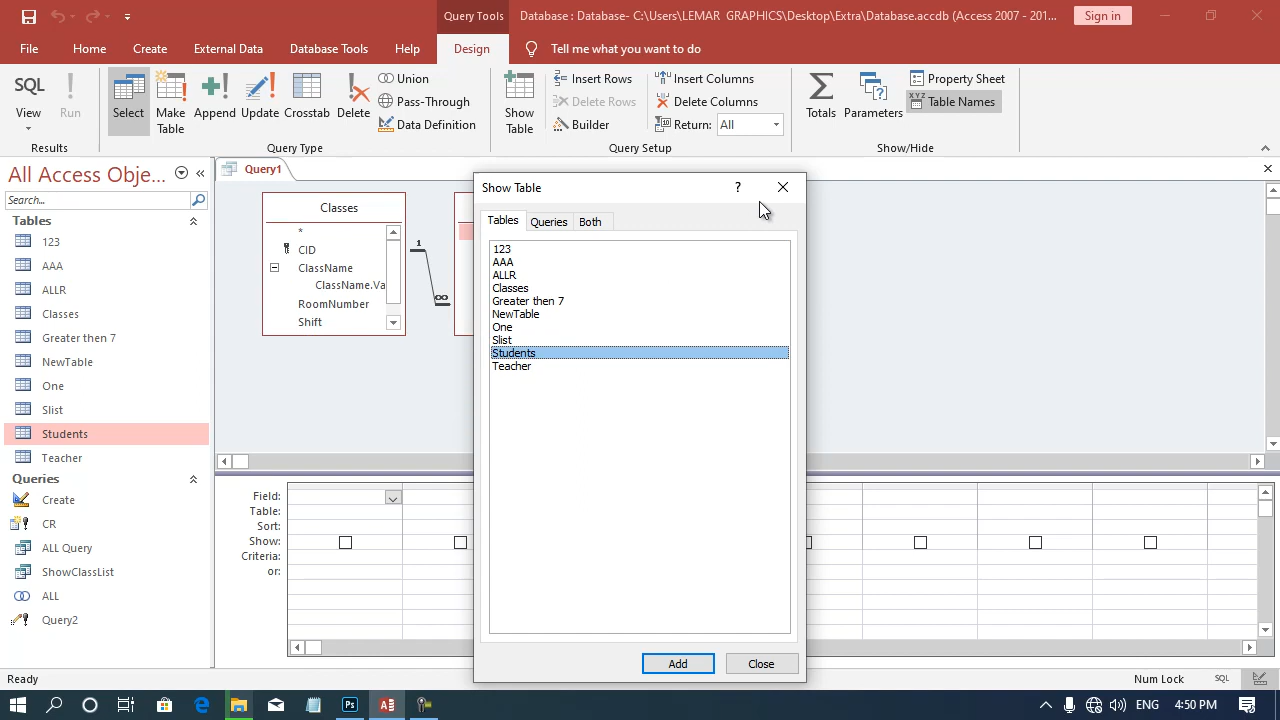 Query Tools
Database : Database- C:\Users\LEMAR GRAPHICS\Desktop\Extra\Database.accdb (Access 2007 - 201...
Sign in
File
Home
Create
External Data
Database Tools
Help
Design
Tell me what you want to do
SQL
View
Run
Results
Select
Make
Table
Append
Update
Crosstab
Delete
Union
Pass-Through
Data Definition
Query Type
Show
Table
Insert Rows
Delete Rows
Builder
Insert Columns
Delete Columns
Return: All
Query Setup
Totals
Parameters
Property Sheet
XYZ
Table Names
Show/Hide
All Access Obje...
Search...
Tables
123
AAA
ALLR
Classes
Greater then 7
NewTable
One
Slist
Students
Teacher
Queries
Create
CR
ALL Query
ShowClassList
ALL
Query2
Query1
Classes
*
CID
ClassName
ClassName.Va
RoomNumber
Shift
1
∞
Show Table
?
Tables
Queries
Both
123
AAA
ALLR
Classes
Greater then 7
NewTable
One
Slist
Students
Teacher
Add
Close
Field:
Table:
Sort:
Show:
Criteria:
or:
Ready
Num Lock
SQL
ENG
4:50 PM